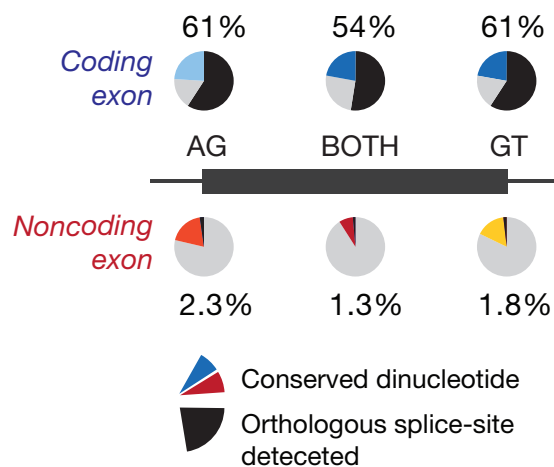 61% 54% 61%
Coding
exon
AG BOTH GT
Noncoding
exon
2.3% 1.3% 1.8%
Conserved dinucleotide
Orthologous splice-site
deteceted